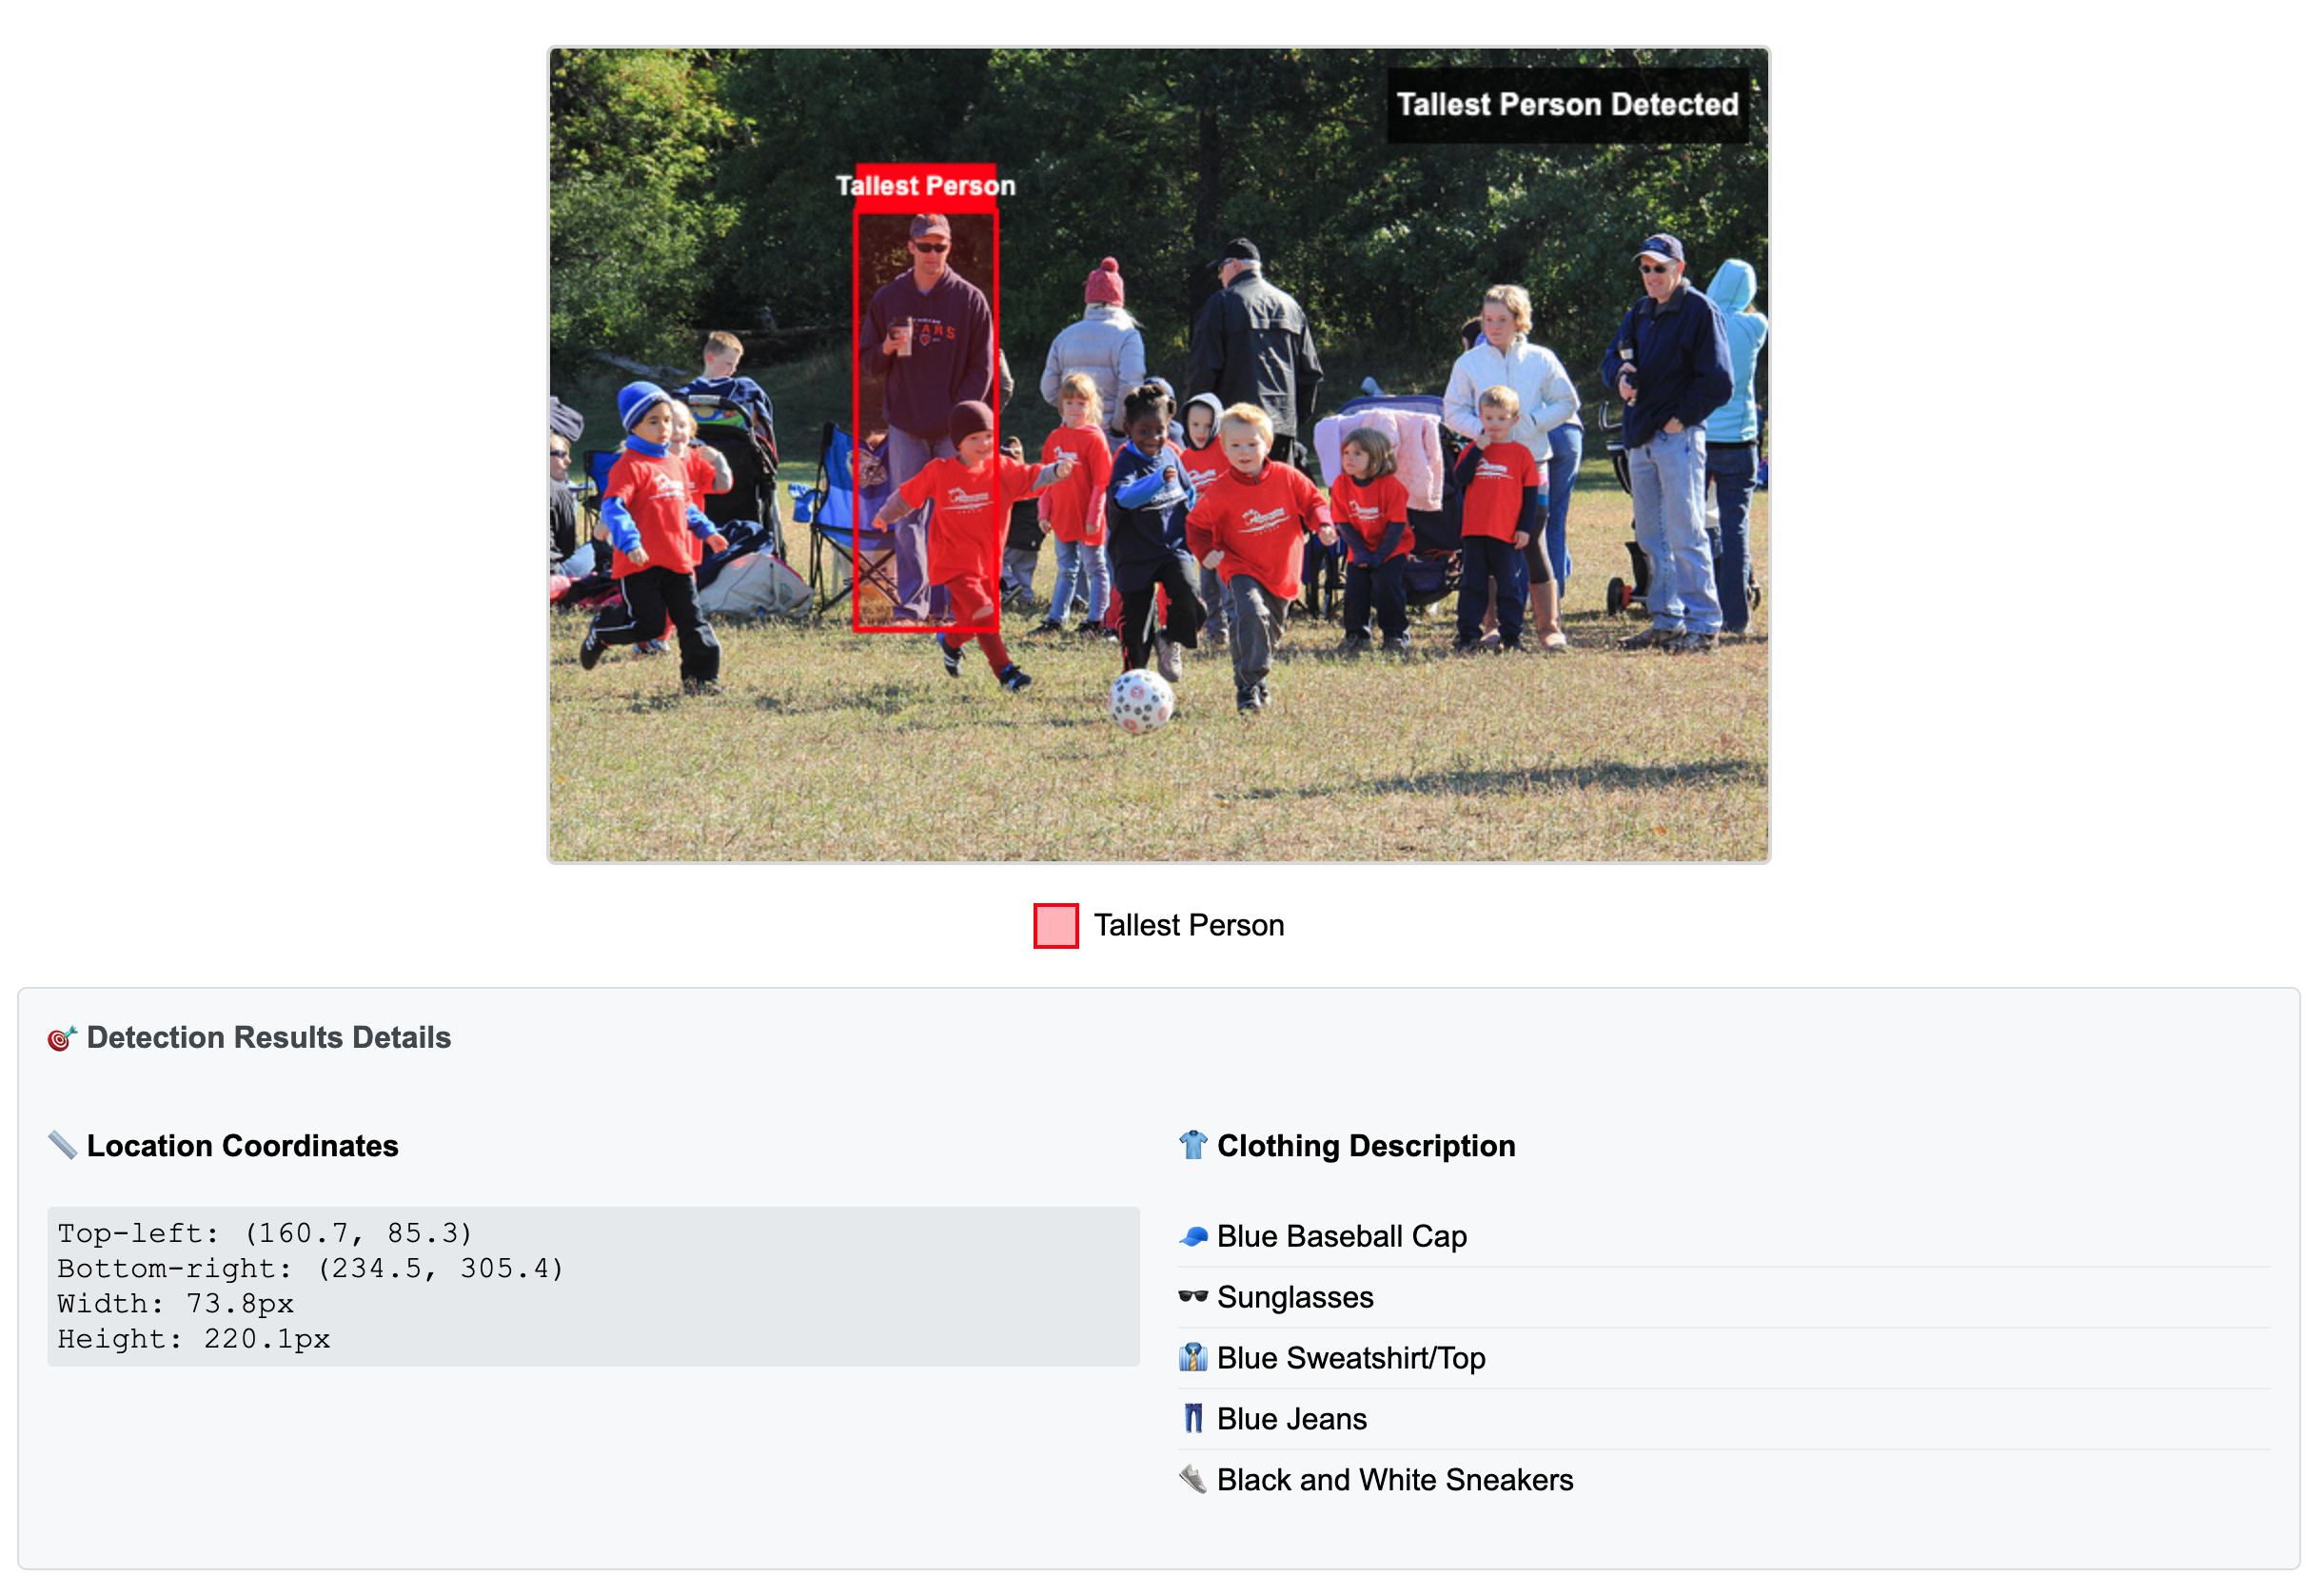 Tallest Person Detected
Tallest Person
EARS
Tallest Person
Detection Results Details
Location Coordinates
Clothing Description
Top-left: (160.7, 85.3)
Bottom-right: (234.5, 305.4)
Width: 73.8px
Height: 220.1px
Blue Baseball Cap
Sunglasses
Blue Sweatshirt/Top
Blue Jeans
Black and White Sneakers